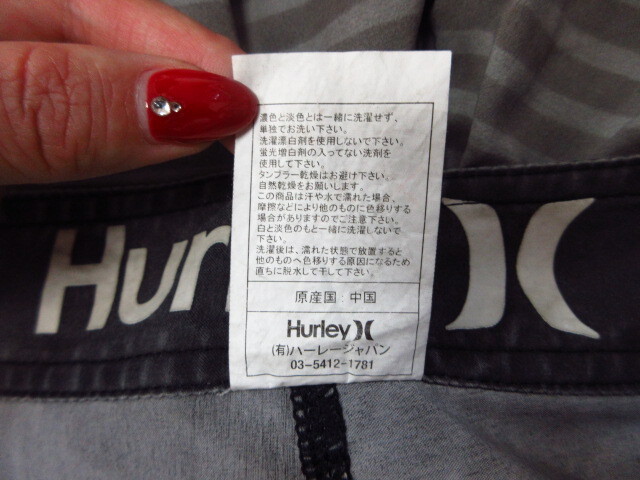 濃色と淡色とは一緒に洗濯せず、
単独でお洗い下さい。
洗濯漂白剤を使用しないで下さい。
蛍光増白剤の入ってない洗剤を
使用して下さい。
タンブラー乾燥はお避け下さい。
自然乾燥をお願いします。
この商品は汗や水で濡れた場合、
摩擦などにより他のものに色移りする
場合がありますのでご注意下さい。
白と淡色のもと一緒に洗濯しないで
下さい。
洗濯後は、濡れた状態で放置すると
他のものへ色移りする原因になるため
直ちに脱水して干して下さい。
原産国：中国
Hurley
(有)ハーレージャパン
03-5412-1781
Hur